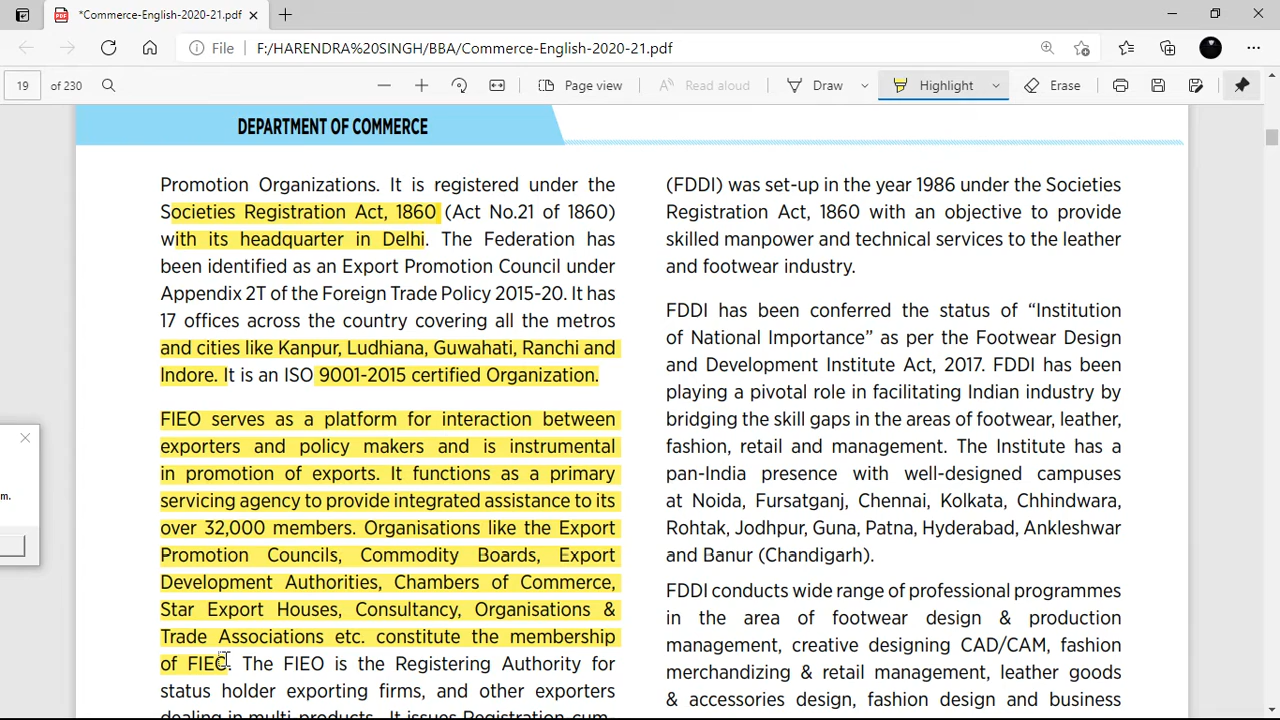 *Commerce-English-2020-21.pdf
File F:/HARENDRA%20SINGH/BBA/Commerce-English-2020-21.pdf
19 of 230 Page view Read aloud Draw Highlight Erase
DEPARTMENT OF COMMERCE
Promotion Organizations. It is registered under the
Societies Registration Act, 1860 (Act No.21 of 1860)
with its headquarter in Delhi. The Federation has
been identified as an Export Promotion Council under
Appendix 2T of the Foreign Trade Policy 2015-20. It has
17 offices across the country covering all the metros
and cities like Kanpur, Ludhiana, Guwahati, Ranchi and
Indore. It is an ISO 9001-2015 certified Organization.
FIEO serves as a platform for interaction between
exporters and policy makers and is instrumental
in promotion of exports. It functions as a primary
servicing agency to provide integrated assistance to its
over 32,000 members. Organisations like the Export
Promotion Councils, Commodity Boards, Export
Development Authorities, Chambers of Commerce,
Star Export Houses, Consultancy, Organisations &
Trade Associations etc. constitute the membership
of FIEO. The FIEO is the Registering Authority for
status holder exporting firms, and other exporters
dealing in multi-products. It issues Registration-cum-
(FDDI) was set-up in the year 1986 under the Societies
Registration Act, 1860 with an objective to provide
skilled manpower and technical services to the leather
and footwear industry.
FDDI has been conferred the status of “Institution
of National Importance” as per the Footwear Design
and Development Institute Act, 2017. FDDI has been
playing a pivotal role in facilitating Indian industry by
bridging the skill gaps in the areas of footwear, leather,
fashion, retail and management. The Institute has a
pan-India presence with well-designed campuses
at Noida, Fursatganj, Chennai, Kolkata, Chhindwara,
Rohtak, Jodhpur, Guna, Patna, Hyderabad, Ankleshwar
and Banur (Chandigarh).
FDDI conducts wide range of professional programmes
in the area of footwear design & production
management, creative designing CAD/CAM, fashion
merchandizing & retail management, leather goods
& accessories design, fashion design and business
m.